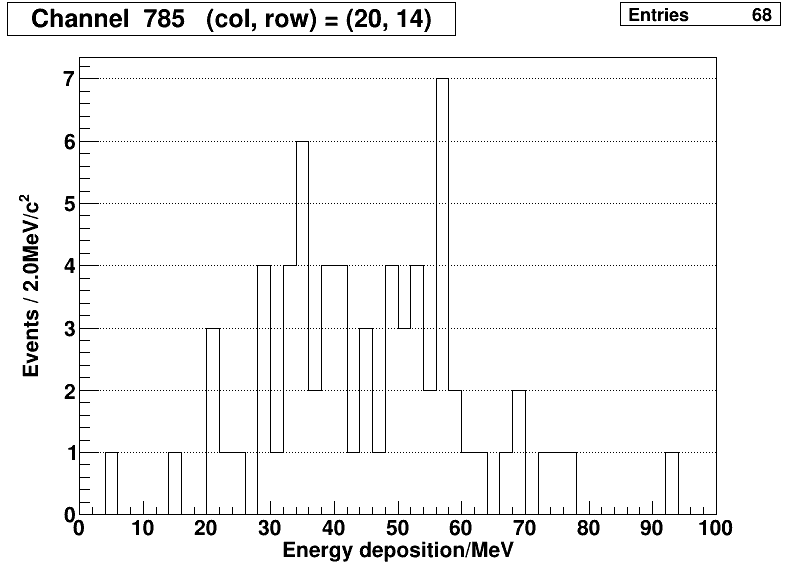 Channel 785 (col, row) = (20, 14)
Entries 68
7
6
5
4
3
2
1
0
0 10 20 30 40 50 60 70 80 90 100
Energy deposition/MeV
Events / 2.0MeV/c²